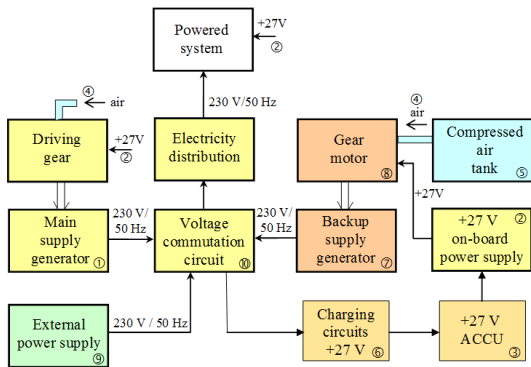 Powered
system
+27V
②
④
air
230 V/50 Hz
④
air
Driving
gear
+27V
②
Electricity
distribution
Gear
motor
⑧
Compressed
air
tank
⑤
+27V
Main
supply
generator
①
230 V/
50 Hz
Voltage
commutation
circuit
⑩
230 V/
50 Hz
Backup
supply
generator
⑦
②
+27 V
on-board
power supply
External
power supply
⑨
230 V / 50 Hz
Charging
circuits
+27 V
⑥
+27 V
ACCU
③